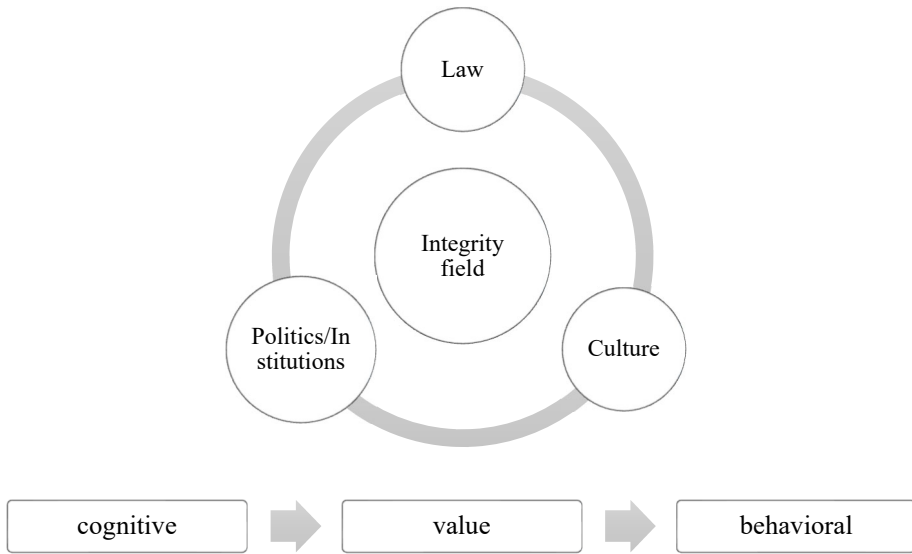 Law
Integrity
field
Politics/In
stitutions
Culture
cognitive
value
behavioral